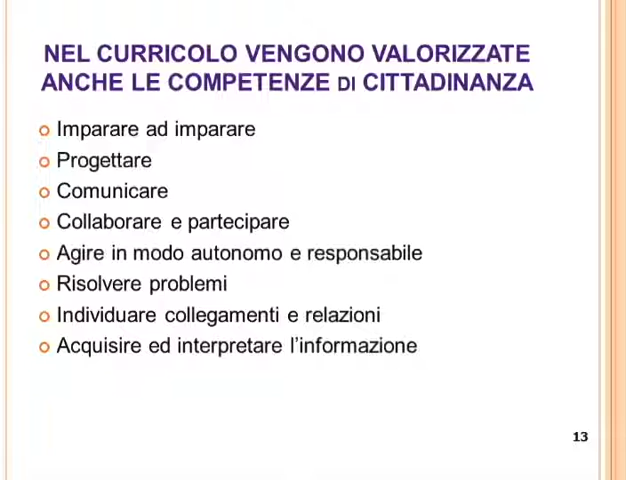 NEL CURRICOLO VENGONO VALORIZZATE
ANCHE LE COMPETENZE DI CITTADINANZA
Imparare ad imparare
Progettare
Comunicare
Collaborare e partecipare
Agire in modo autonomo e responsabile
Risolvere problemi
Individuare collegamenti e relazioni
Acquisire ed interpretare l’informazione
13